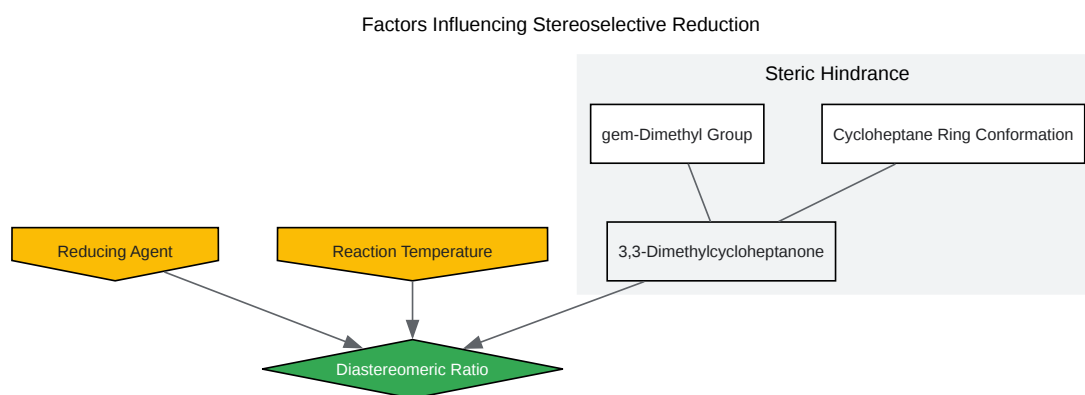 Factors Influencing Stereoselective Reduction
Steric Hindrance
gem-Dimethyl Group
Cycloheptane Ring Conformation
Reducing Agent
Reaction Temperature
3,3-Dimethylcycloheptanone
Diastereomeric Ratio